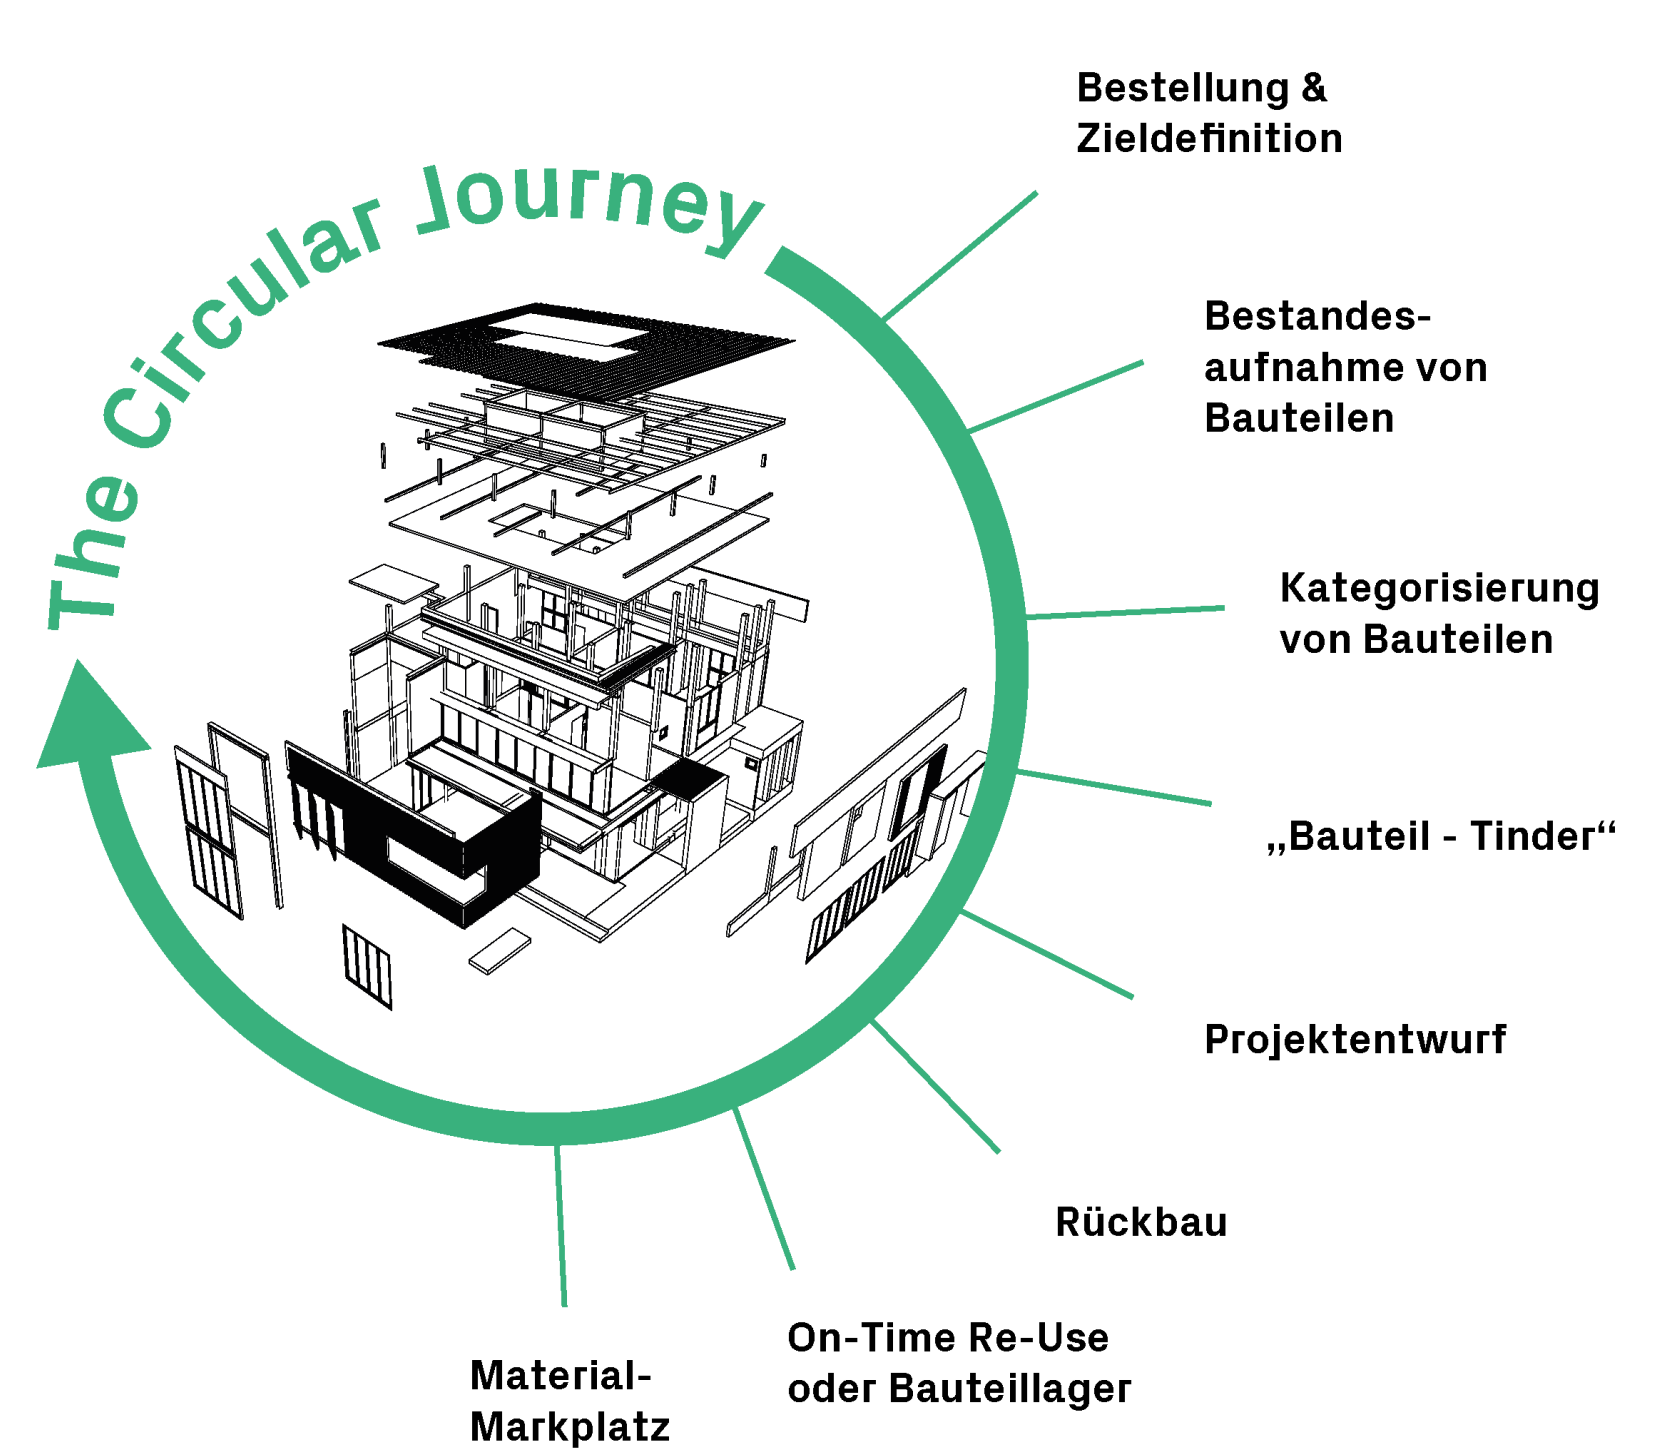 The Circular Journey
Bestellung &
Zieldefinition
Bestandes-
aufnahme von
Bauteilen
Kategorisierung
von Bauteilen
„Bauteil - Tinder“
Projektentwurf
Rückbau
On-Time Re-Use
oder Bauteillager
Material-
Markplatz